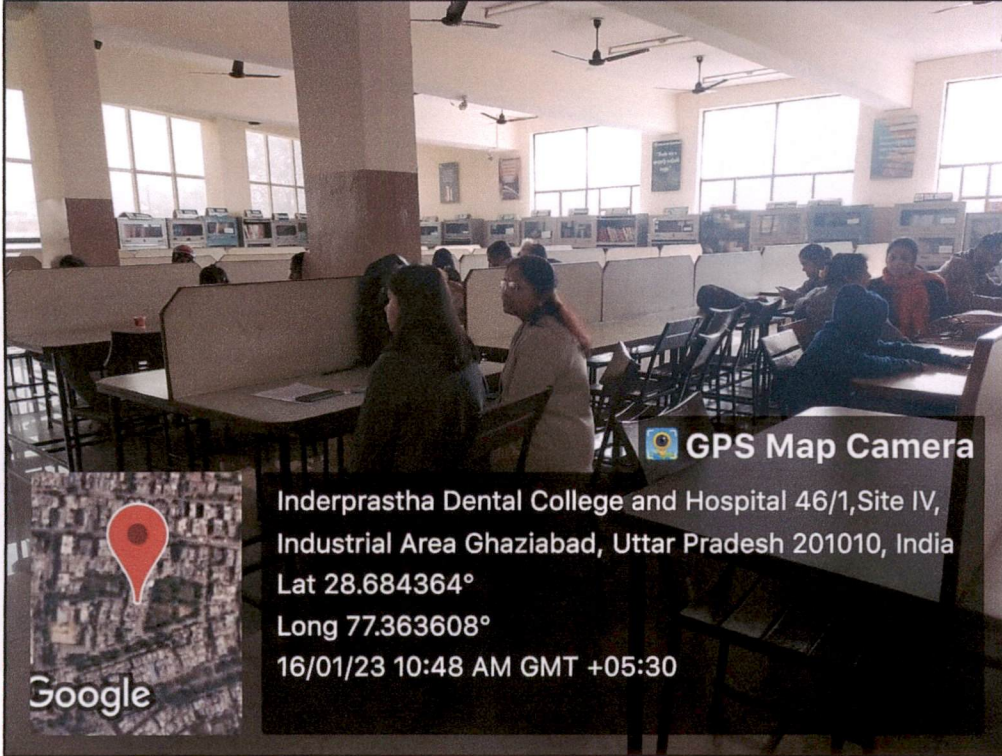 GPS Map Camera
Inderprastha Dental College and Hospital 46/1,Site IV,
Industrial Area Ghaziabad, Uttar Pradesh 201010, India
Lat 28.684364°
Long 77.363608°
16/01/23 10:48 AM GMT +05:30
Google